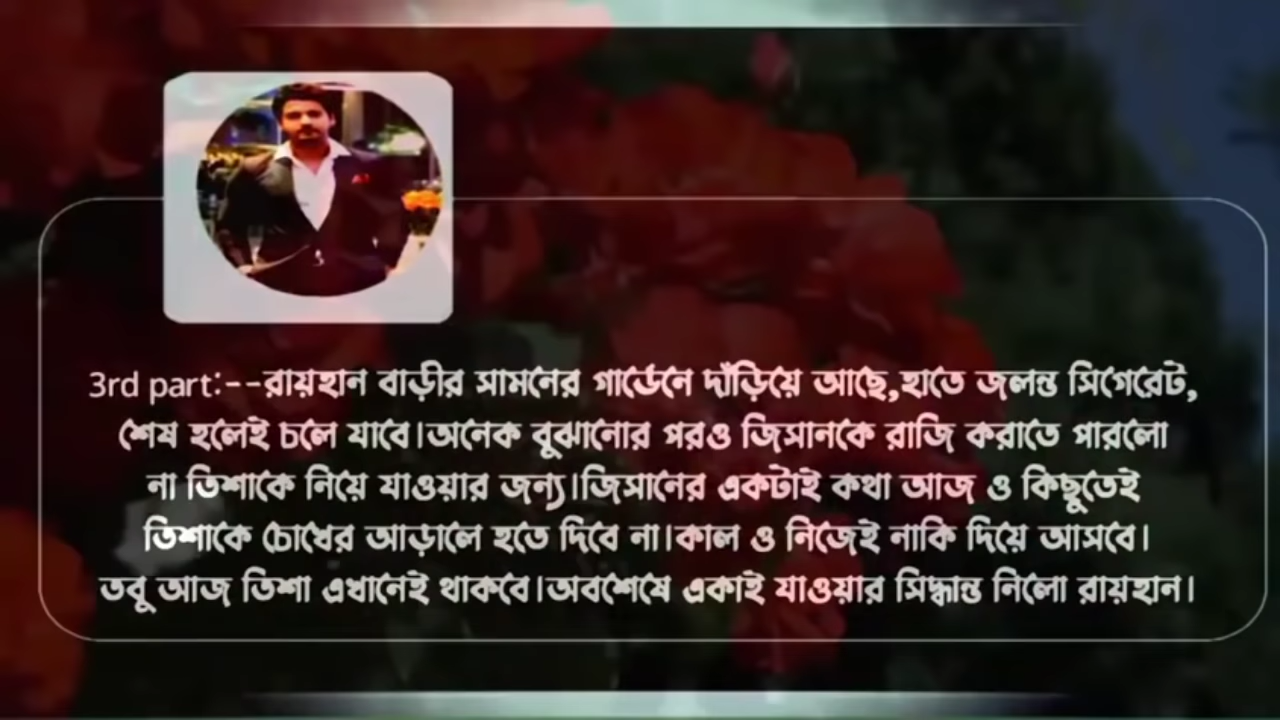 3rd part:--রায়হান বাড়ীর সামনের গার্ডেনে দাঁড়িয়ে আছে,হাতে জলন্ত সিগেরেট,
শেষ হলেই চলে যাবে।অনেক বুঝানোর পরও জিসানকে রাজি করাতে পারলো
না তিশাকে নিয়ে যাওয়ার জন্য।জিসানের একটাই কথা আজ ও কিছুতেই
তিশাকে চোখের আড়ালে হতে দিবে না।কাল ও নিজেই নাকি দিয়ে আসবে।
তবু আজ তিশা এখানেই থাকবে।অবশেষে একাই যাওয়ার সিদ্ধান্ত নিলো রায়হান।